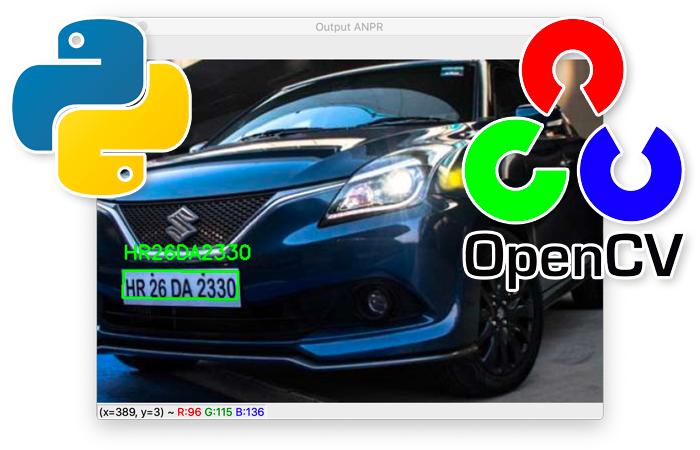 Output ANPR
OpenCV
HR26DA2330
HR 26 DA 2330
(x=389, y=3) ~ R:96 G:115 B:136